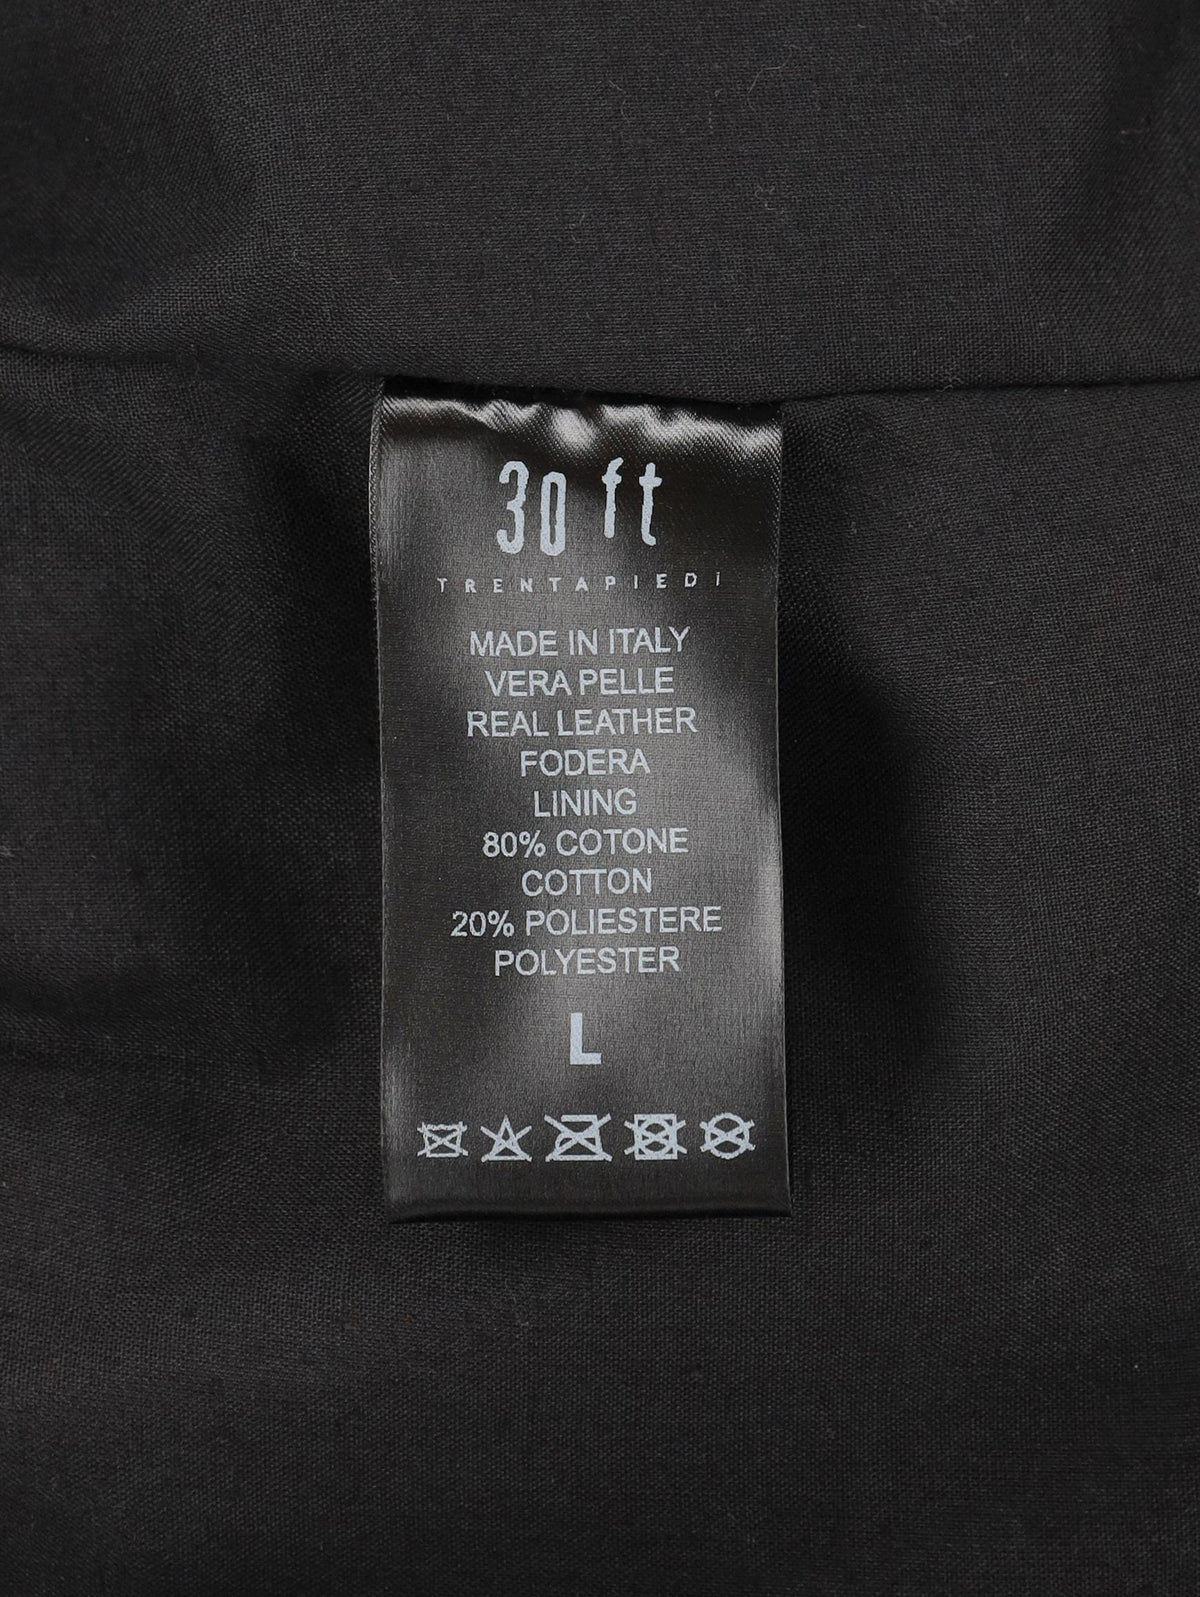 30 ft
TRENTAPIEDi
MADE IN ITALY
VERA PELLE
REAL LEATHER
FODERA
LINING
80% COTONE
COTTON
20% POLIESTERE
POLYESTER
L